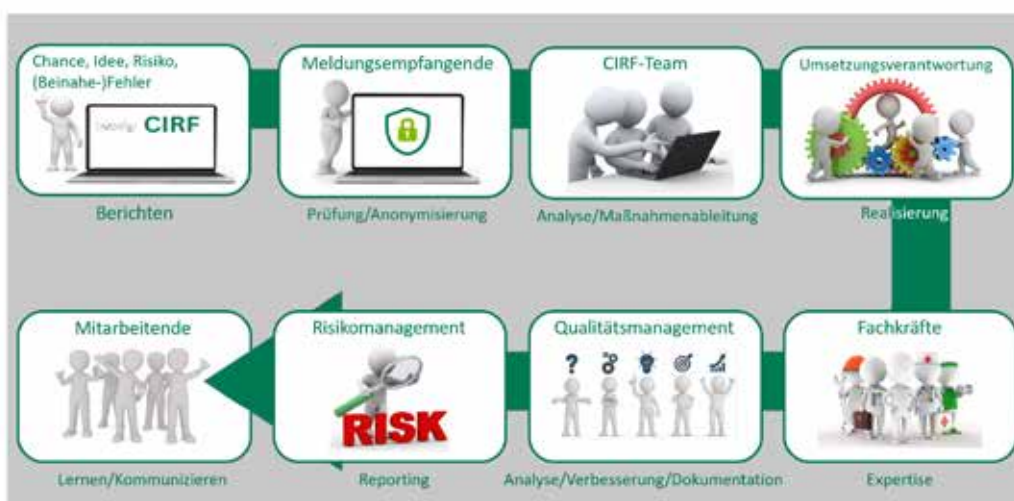 Chance, Idee, Risiko,
(Beinahe-)Fehler
CIRF
Berichten
Meldungsempfangende
Prüfung/Anonymisierung
CIRF-Team
Analyse/Maßnahmenableitung
Umsetzungsverantwortung
Realisierung
Mitarbeitende
Lernen/Kommunizieren
Risikomanagement
RISK
Reporting
Qualitätsmanagement
?
Analyse/Verbesserung/Dokumentation
Fachkräfte
Expertise